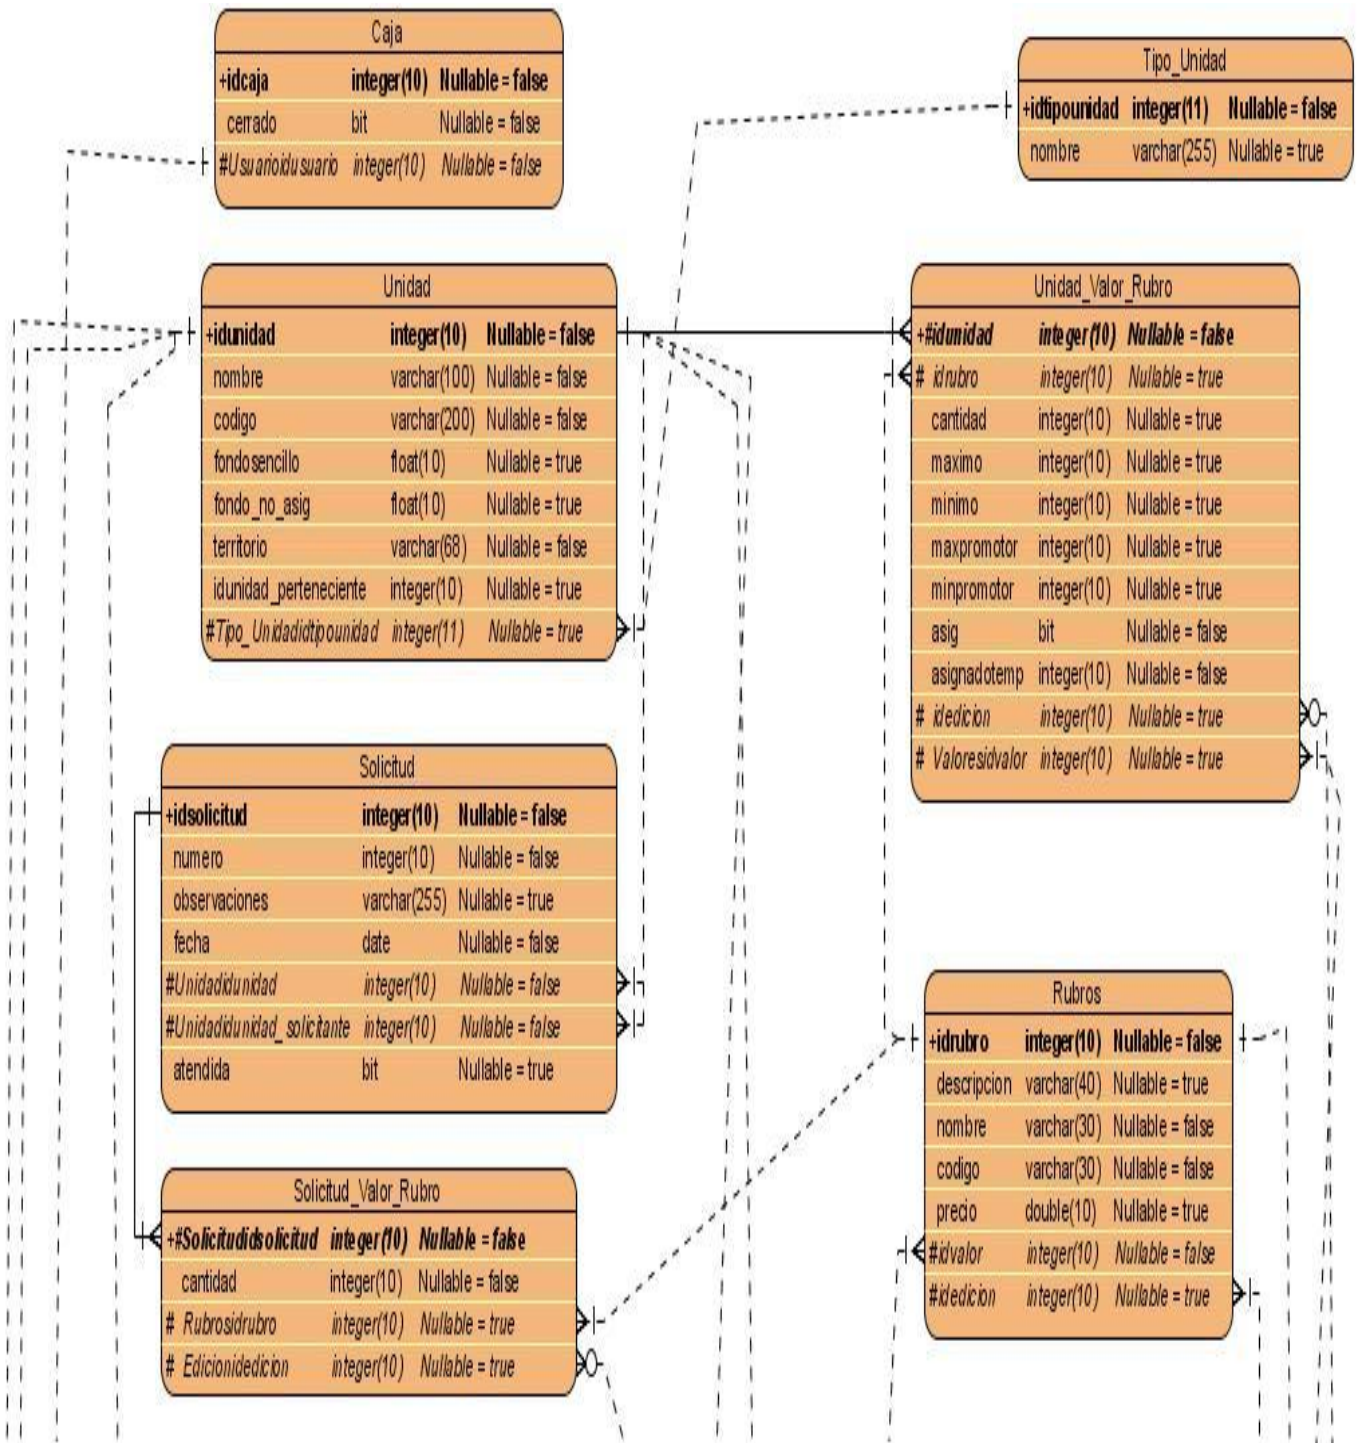 Caja
+idcaja integer(10) Nullable = false
cerrado bit Nullable = false
#Usuarioidusuario integer(10) Nullable = false
Tipo_Unidad
+idtipounidad integer(11) Nullable = false
nombre varchar(255) Nullable = true
Unidad
+idunidad integer(10) Nullable = false
nombre varchar(100) Nullable = false
codigo varchar(200) Nullable = false
fondosencillo float(10) Nullable = true
fondo_no_asig float(10) Nullable = true
territorio varchar(68) Nullable = false
idunidad_perteneciente integer(10) Nullable = true
#Tipo_Unidadidtipounidad integer(11) Nullable = true
Unidad_Valor_Rubro
+#idunidad integer(10) Nullable = false
# idrubro integer(10) Nullable = true
cantidad integer(10) Nullable = true
maximo integer(10) Nullable = true
minimo integer(10) Nullable = true
maxpromotor integer(10) Nullable = true
minpromotor integer(10) Nullable = true
asig bit Nullable = false
asignadotemp integer(10) Nullable = false
# idedicion integer(10) Nullable = true
# Valoresidvalor integer(10) Nullable = true
Solicitud
+idsolicitud integer(10) Nullable = false
numero integer(10) Nullable = false
observaciones varchar(255) Nullable = true
fecha date Nullable = false
#Unidadidunidad integer(10) Nullable = false
#Unidadidunidad_solicitante integer(10) Nullable = false
atendida bit Nullable = true
Rubros
+idrubro integer(10) Nullable = false
descripcion varchar(40) Nullable = true
nombre varchar(30) Nullable = false
codigo varchar(30) Nullable = false
precio double(10) Nullable = true
#idvalor integer(10) Nullable = false
#idedicion integer(10) Nullable = true
Solicitud_Valor_Rubro
+#Solicitudidsolicitud integer(10) Nullable = false
cantidad integer(10) Nullable = false
# Rubrosidrubro integer(10) Nullable = true
# Edicionidedicion integer(10) Nullable = true